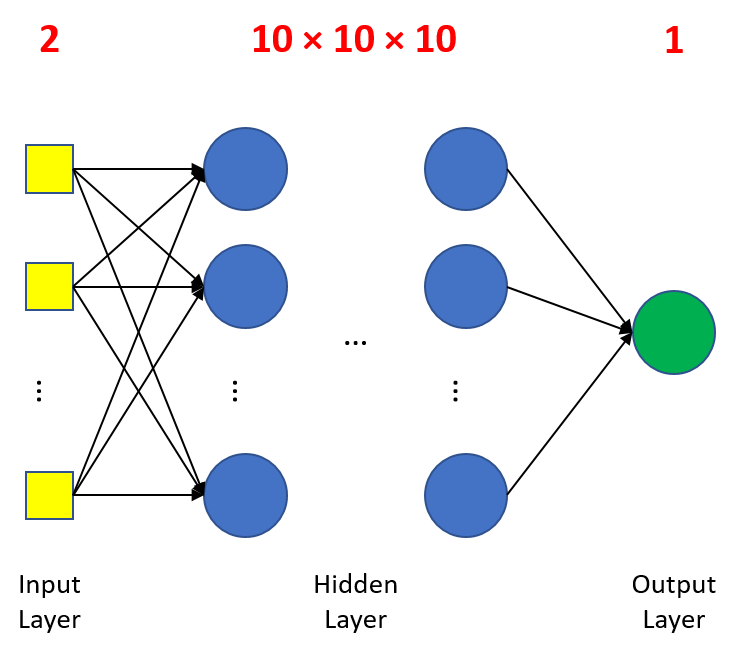 2
10 × 10 × 10
1
...
⋮
⋮
⋮
Input
Layer
Hidden
Layer
Output
Layer